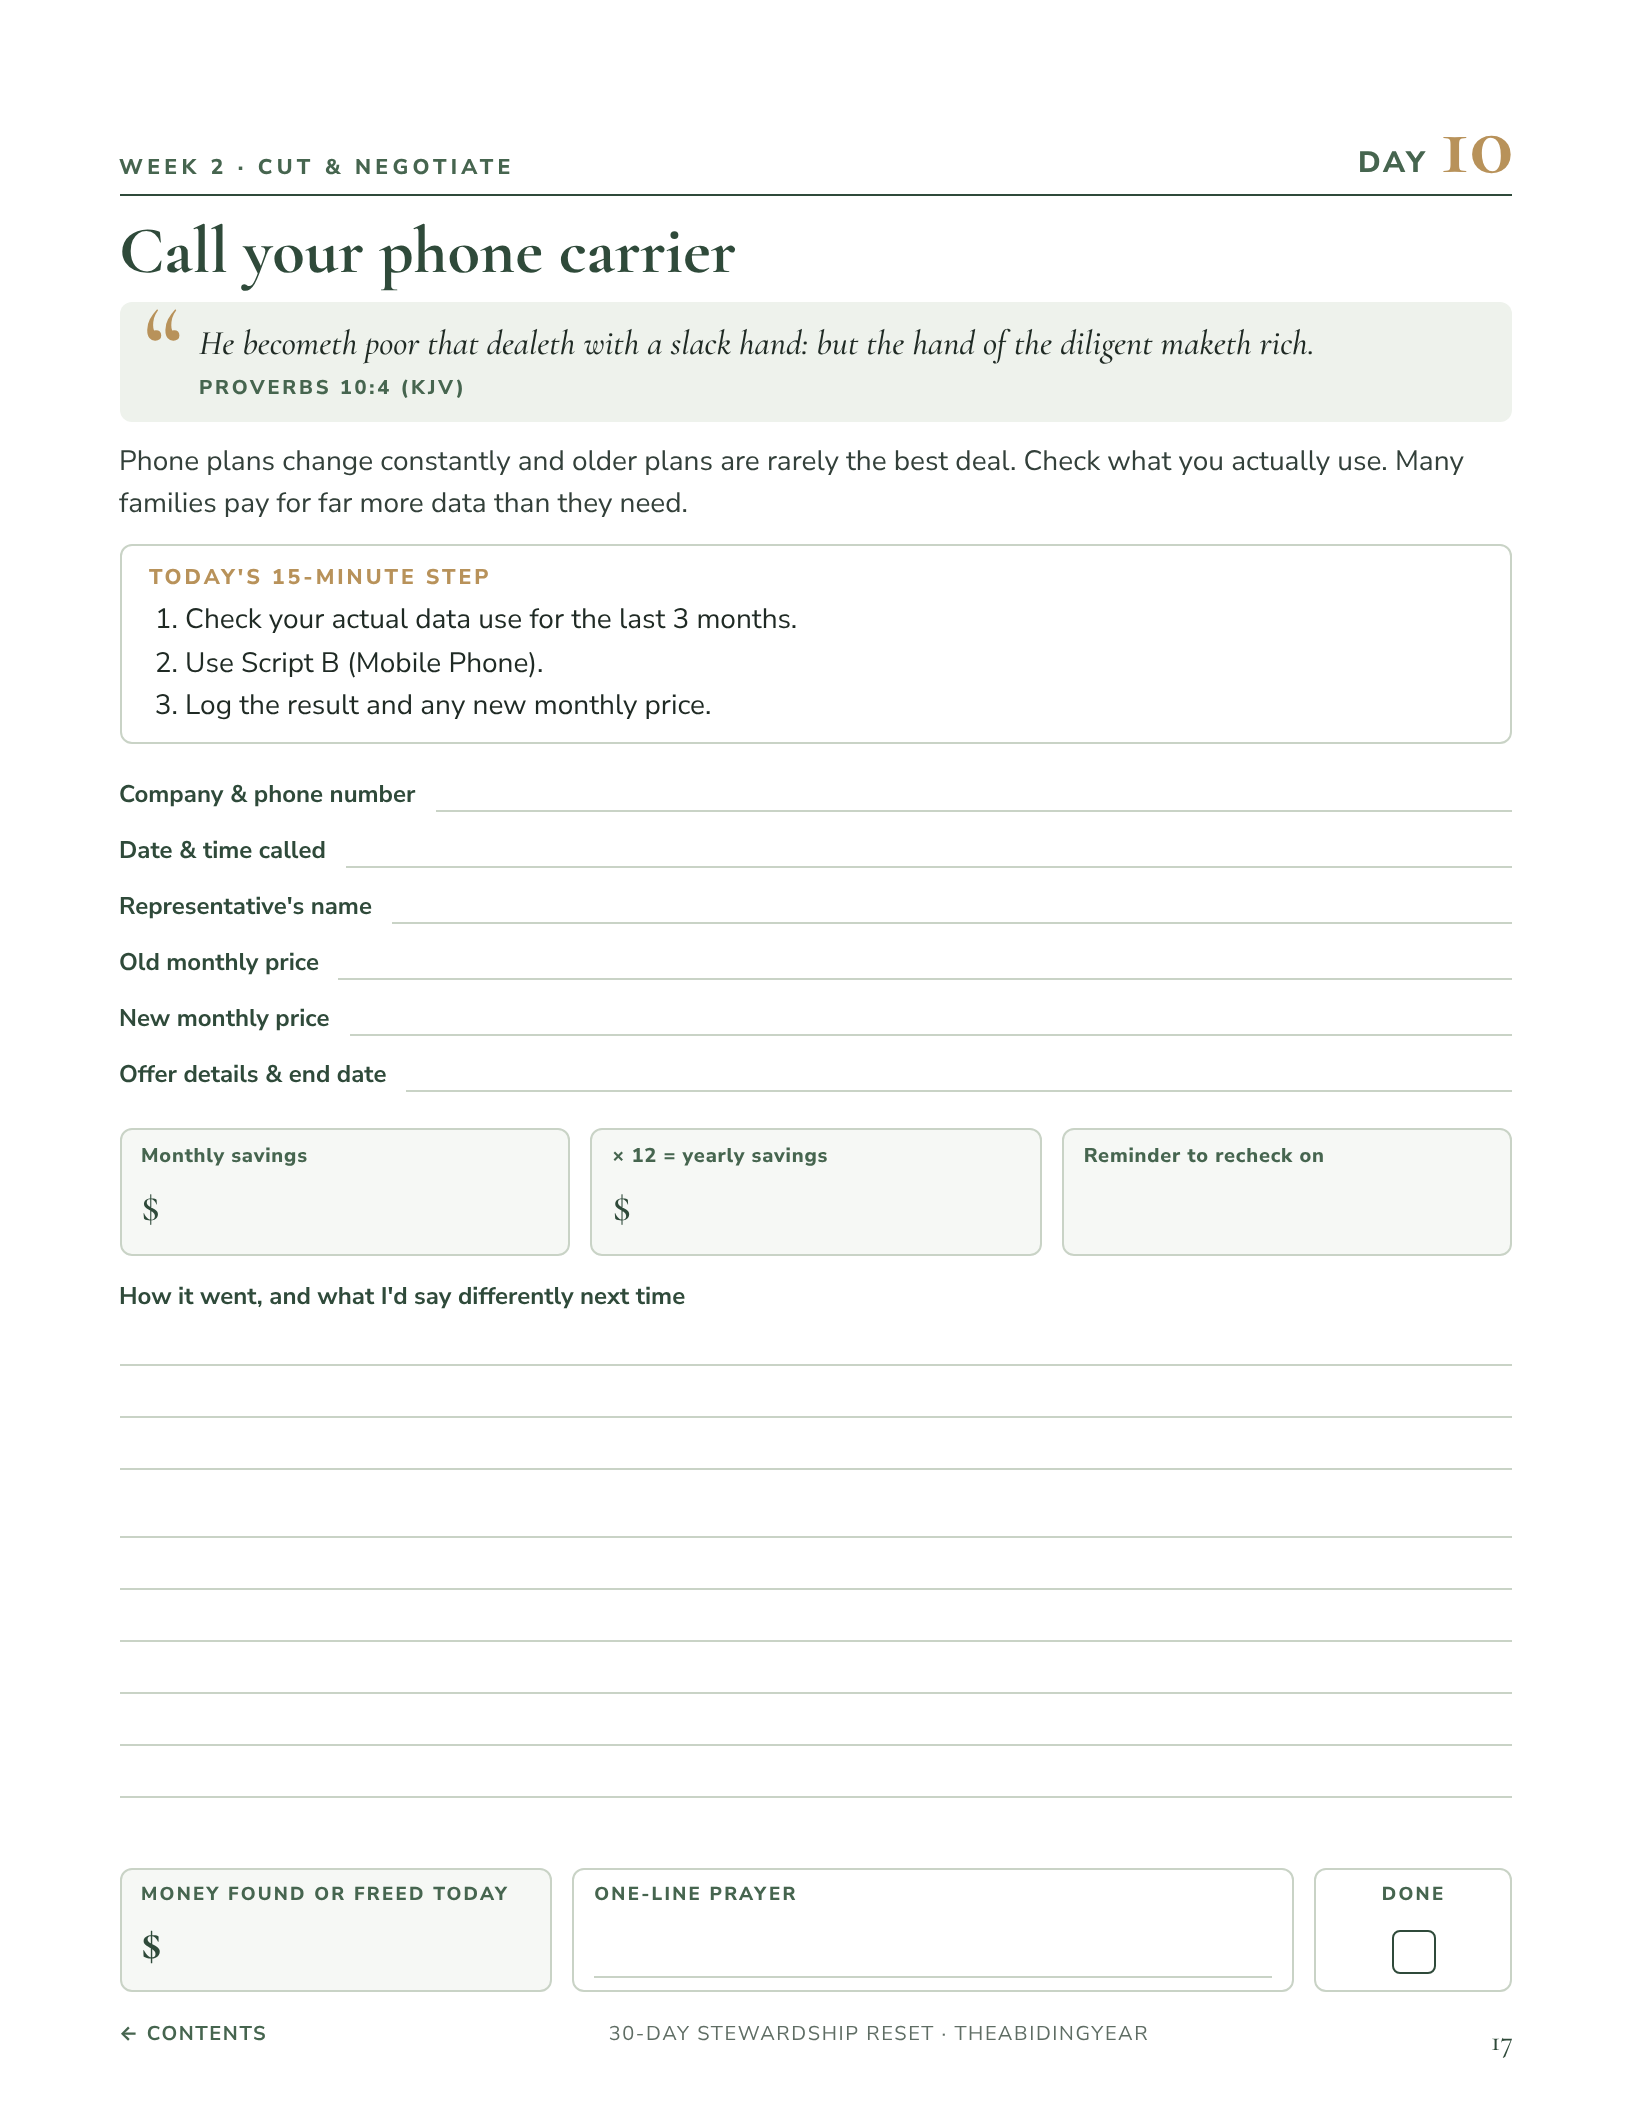 WEEK 2 · CUT & NEGOTIATE
DAY 10
Call your phone carrier
“ He becometh poor that dealeth with a slack hand: but the hand of the diligent maketh rich.
PROVERBS 10:4 (KJV)
Phone plans change constantly and older plans are rarely the best deal. Check what you actually use. Many
families pay for far more data than they need.
TODAY'S 15-MINUTE STEP
1. Check your actual data use for the last 3 months.
2. Use Script B (Mobile Phone).
3. Log the result and any new monthly price.
Company & phone number
Date & time called
Representative's name
Old monthly price
New monthly price
Offer details & end date
Monthly savings
$
× 12 = yearly savings
$
Reminder to recheck on
How it went, and what I'd say differently next time
MONEY FOUND OR FREED TODAY
$
ONE-LINE PRAYER
DONE
← CONTENTS
30-DAY STEWARDSHIP RESET · THEABIDINGYEAR
17